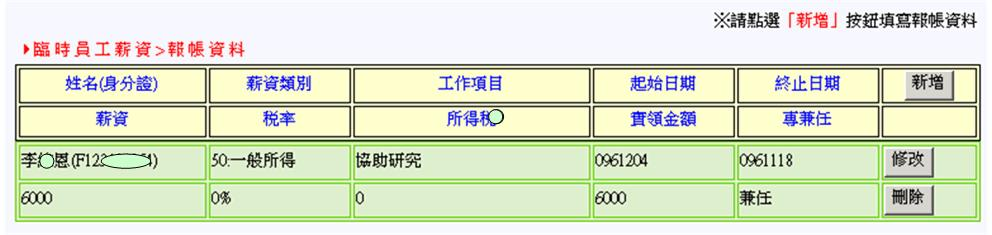 ※請點選「新增」按鈕填寫報帳資料
臨時員工薪資>報帳資料
姓名(身分證) 薪資類別 工作項目 起始日期 終止日期 新增
薪資 稅率 所得稅 實領金額 專兼任
李 恩(F12 4) 50:一般所得 協助研究 0961204 0961118 修改
6000 0% 0 6000 兼任 刪除